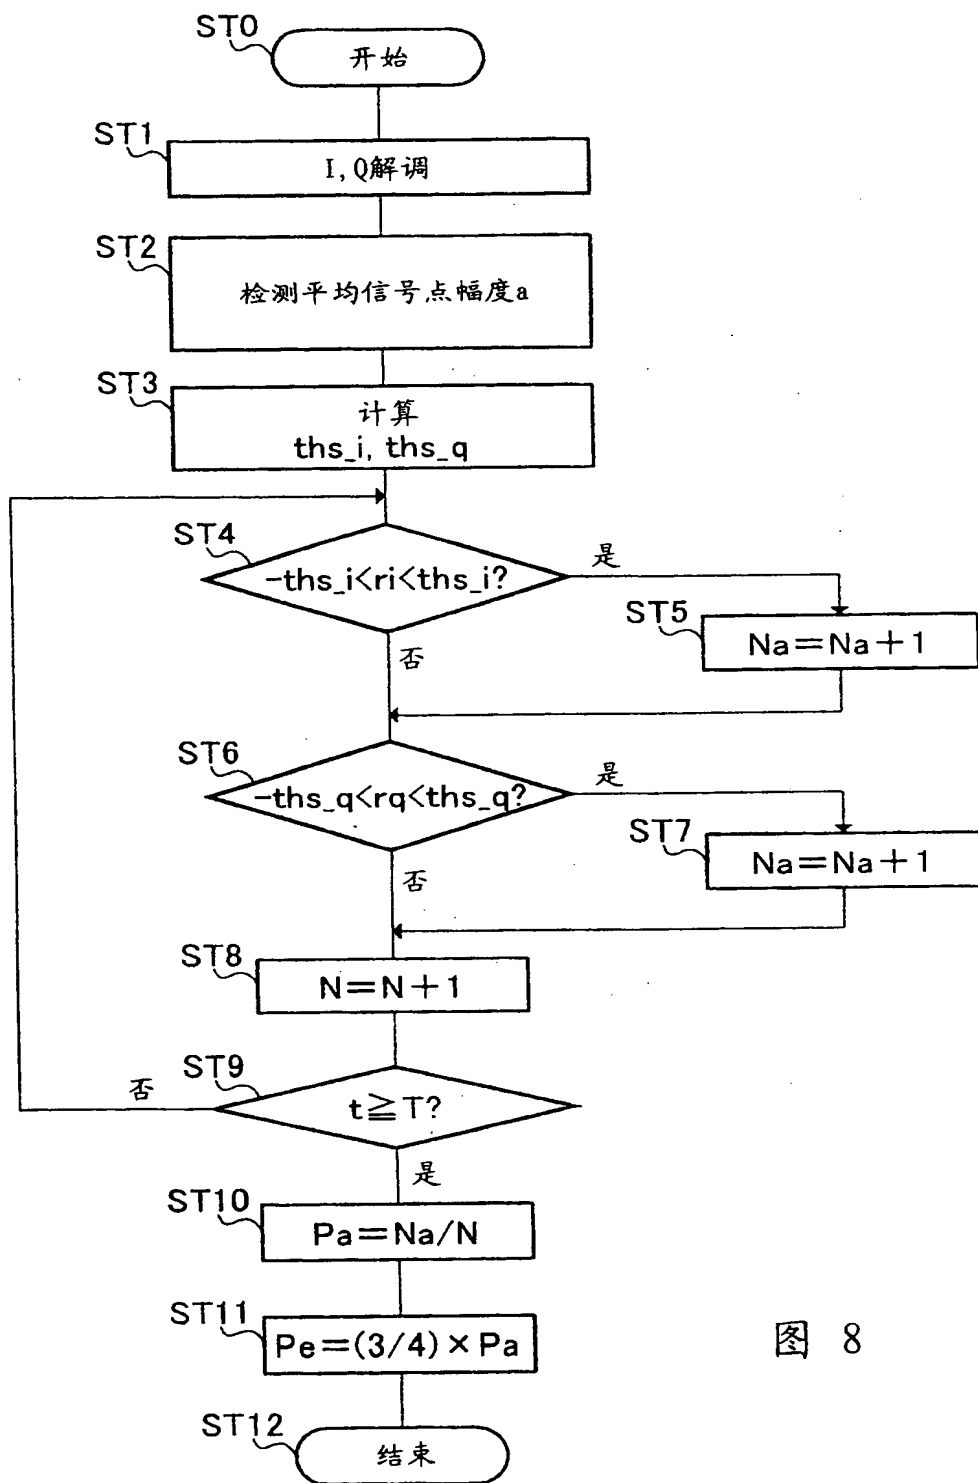 ST0
开始
ST1
I,Q解调
ST2
检测平均信号点幅度a
ST3
计算
ths_i, ths_q
ST4
-ths_i<ri<ths_i?
是
ST5
Na=Na+1
否
ST6
-ths_q<rq<ths_q?
是
ST7
Na=Na+1
否
ST8
N=N+1
ST9
否
t≧T?
是
ST10
Pa=Na/N
ST11
Pe=(3/4)×Pa
图 8
ST12
结束